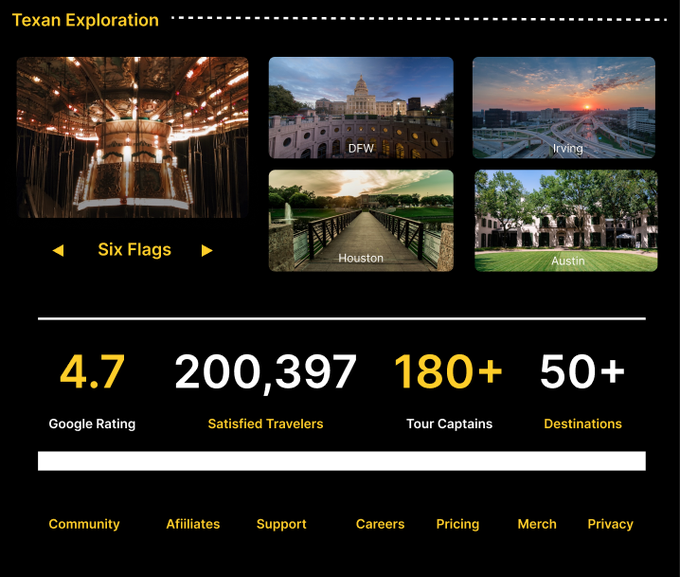 Texan Exploration
DFW
Irving
Houston
Austin
◀ Six Flags ▶
4.7
200,397
180+
50+
Google Rating
Satisfied Travelers
Tour Captains
Destinations
Community
Afiiliates
Support
Careers
Pricing
Merch
Privacy